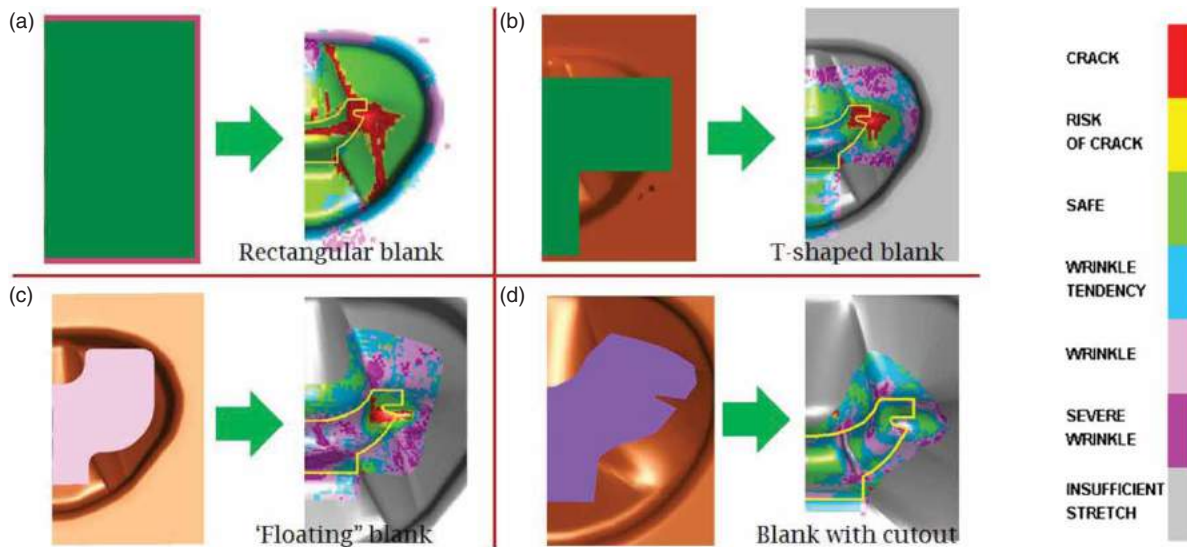 (a)
(b)
Rectangular blank
T-shaped blank
(c)
(d)
‘Floating” blank
Blank with cutout
CRACK
RISK
OF CRACK
SAFE
WRINKLE
TENDENCY
WRINKLE
SEVERE
WRINKLE
INSUFFICIENT
STRETCH